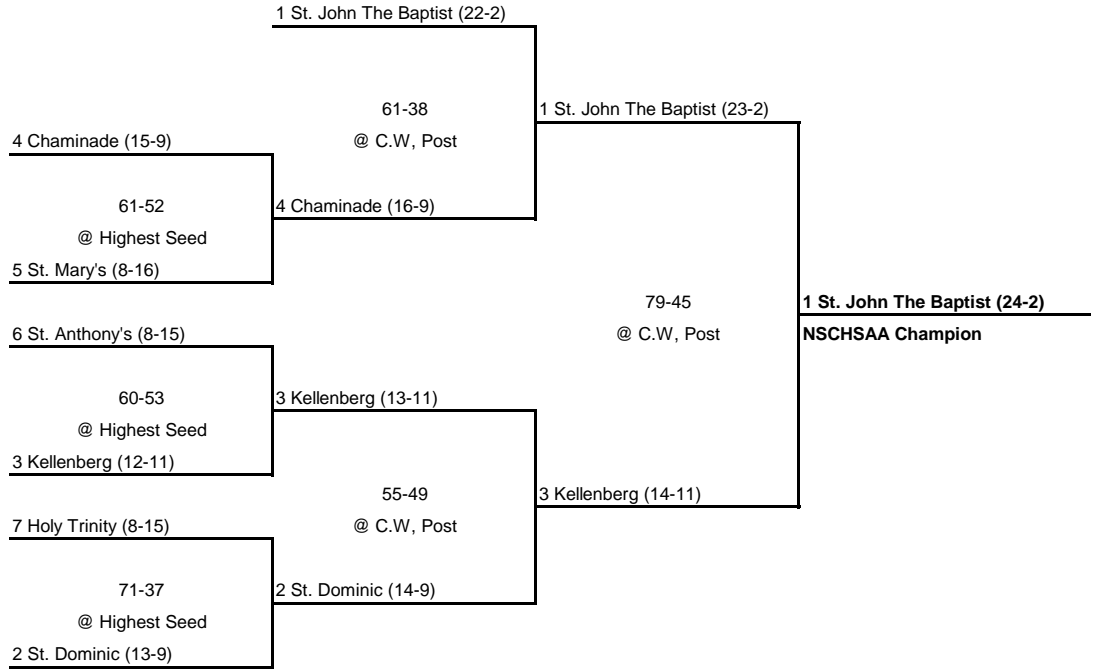 1 St. John The Baptist (22-2)
61-38
1 St. John The Baptist (23-2)
4 Chaminade (15-9)
@ C.W, Post
61-52
4 Chaminade (16-9)
@ Highest Seed
5 St. Mary's (8-16)
79-45
1 St. John The Baptist (24-2)
6 St. Anthony's (8-15)
@ C.W, Post
NSCHSAA Champion
60-53
3 Kellenberg (13-11)
@ Highest Seed
3 Kellenberg (12-11)
55-49
3 Kellenberg (14-11)
7 Holy Trinity (8-15)
@ C.W, Post
71-37
2 St. Dominic (14-9)
@ Highest Seed
2 St. Dominic (13-9)